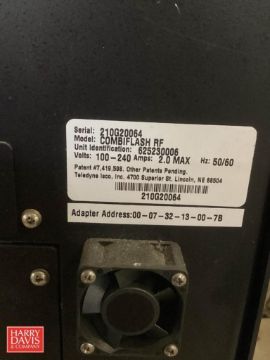 Serial: 210G20064
Model: COMBIFLASH RF
Unit Identification: 625230006
Volts: 100-240 Amps: 2.0 MAX Hz: 50/60
Patent #7,419,596. Other Patents Pending.
Teledyne Isco, Inc. 4700 Superior St. Lincoln, NE 68504
210G20064
Adapter Address:00-07-32-13-00-7B
HARRY
DAVIS
& COMPANY